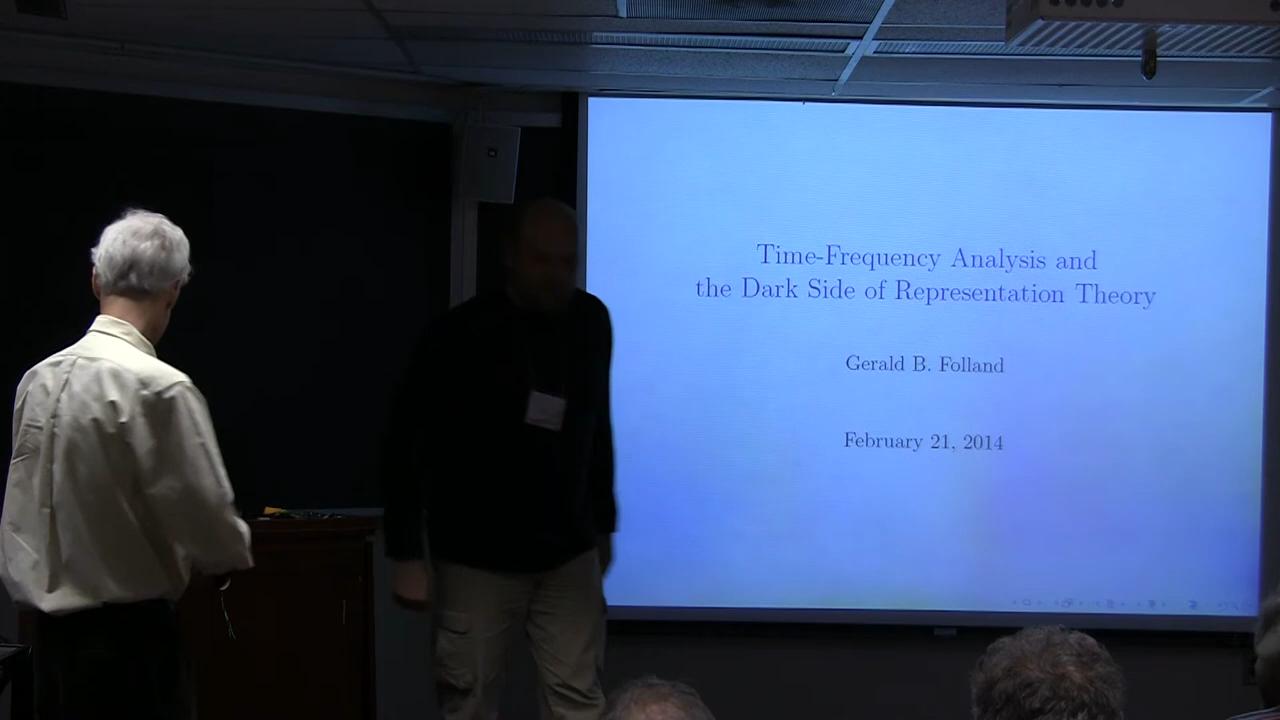 Time-Frequency Analysis and
the Dark Side of Representation Theory
Gerald B. Folland
February 21, 2014